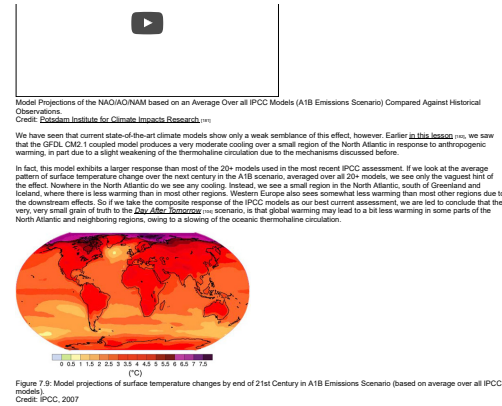 Model Projections of the NAO/AO/NAM based on an Average Over all IPCC Models (A1B Emissions Scenario) Compared Against Historical
Observations.
Credit: Potsdam Institute for Climate Impacts Research [181]
We have seen that current state-of-the-art climate models show only a weak semblance of this effect, however. Earlier in this lesson [182], we saw
that the GFDL CM2.1 coupled model produces a very moderate cooling over a small region of the North Atlantic in response to anthropogenic
warming, in part due to a slight weakening of the thermohaline circulation due to the mechanisms discussed before.
In fact, this model exhibits a larger response than most of the 20+ models used in the most recent IPCC assessment. If we look at the average
pattern of surface temperature change over the next century in the A1B scenario, averaged over all 20+ models, we see only the vaguest hint of
the effect. Nowhere in the North Atlantic do we see any cooling. Instead, we see a small region in the North Atlantic, south of Greenland and
Iceland, where there is less warming than in most other regions. Western Europe also sees somewhat less warming than most other regions due to
the downstream effects. So if we take the composite response of the IPCC models as our best current assessment, we are led to conclude that the
very, very small grain of truth to the Day After Tomorrow scenario, is that global warming may lead to a bit less warming in some parts of the
North Atlantic and neighboring regions, owing to a slowing of the oceanic thermohaline circulation.
0 0.5 1 1.5 2 2.5 3 3.5 4 4.5 5 5.5 6 6.5 7 7.5
(°C)
Figure 7.9: Model projections of surface temperature changes by end of 21st Century in A1B Emissions Scenario (based on average over all IPCC
models).
Credit: IPCC, 2007